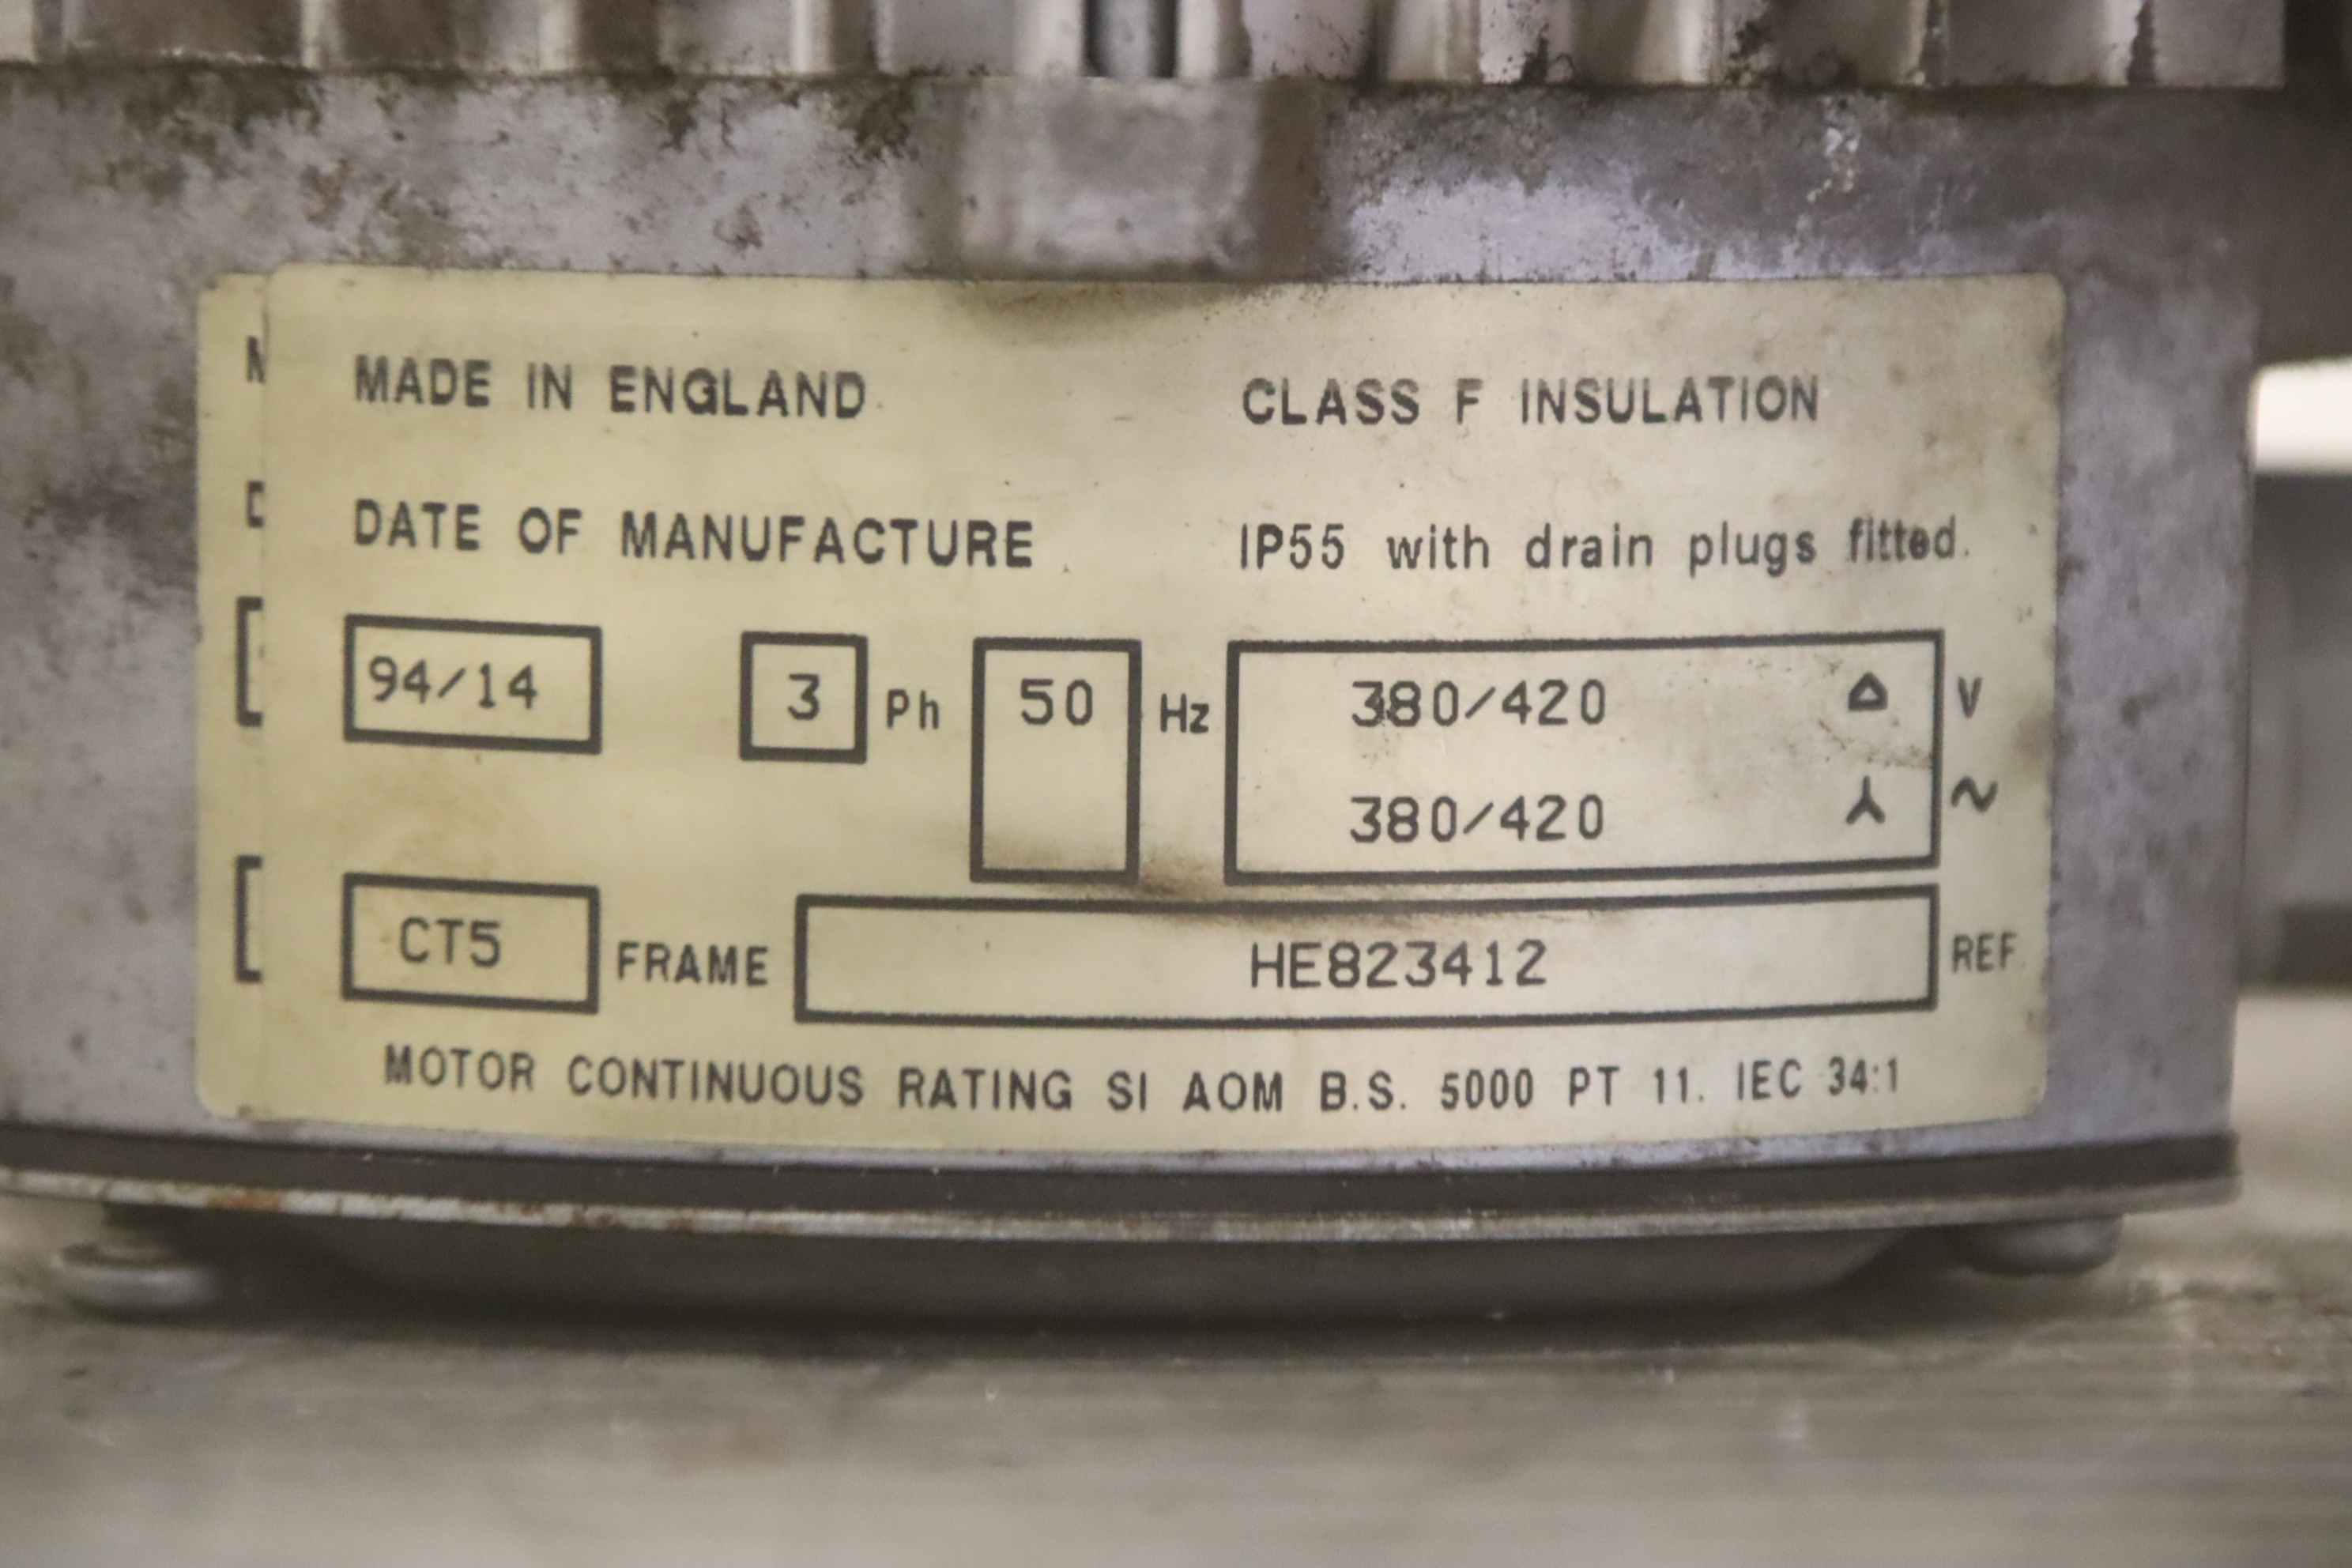 MADE IN ENGLAND
CLASS F INSULATION
DATE OF MANUFACTURE
IP55 with drain plugs fitted.
94/14 3 Ph 50 Hz 380/420 V
380/420 ~
CT5 FRAME HE823412 REF
MOTOR CONTINUOUS RATING SI AOM B.S. 5000 PT 11. IEC 34:1